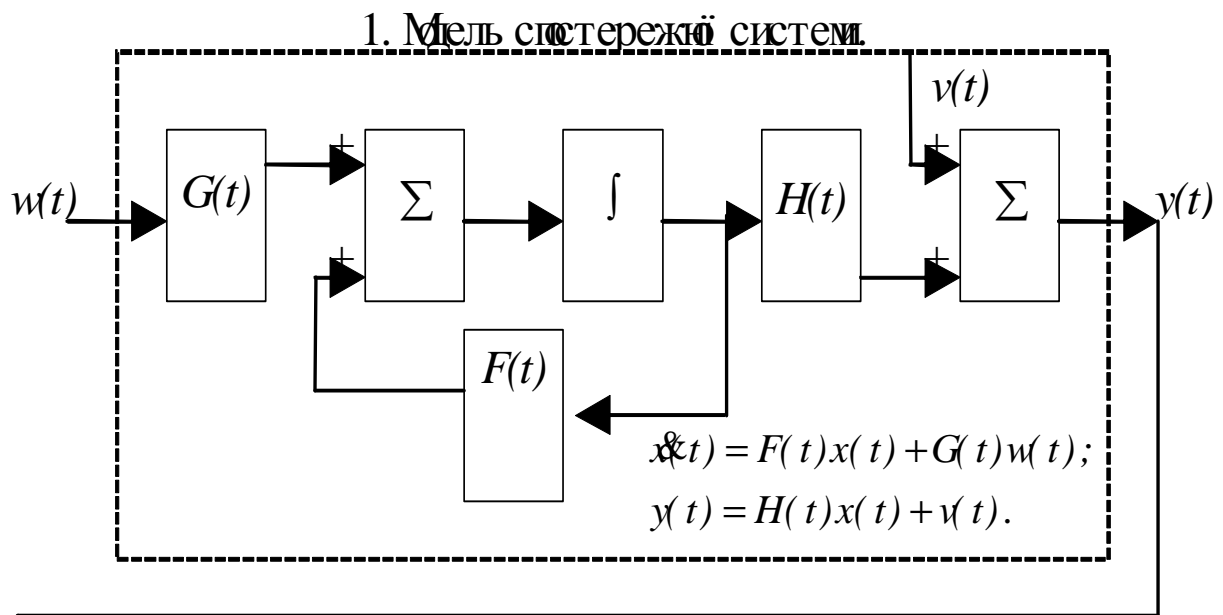 1. Модель спостережної системи.
v(t)
+ +
w(t) G(t) Σ ∫ H(t) Σ y(t)
+ +
F(t)
x&(t) = F(t)x(t)+G(t)w(t);
y(t) = H(t)x(t)+v(t).